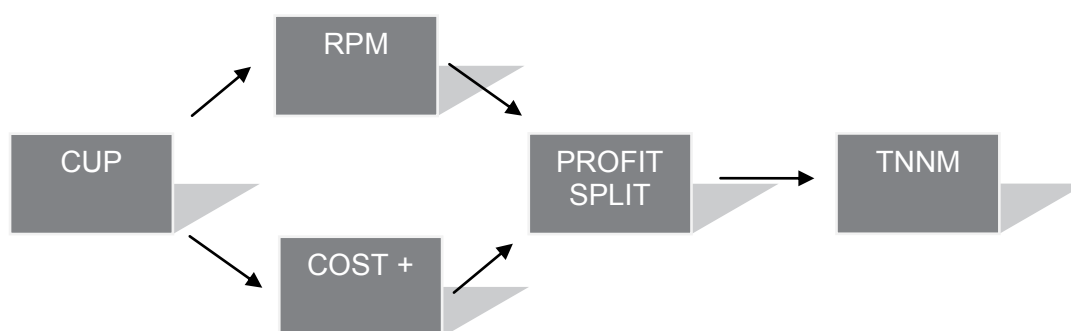 RPM
CUP
PROFIT
SPLIT
TNNM
COST +